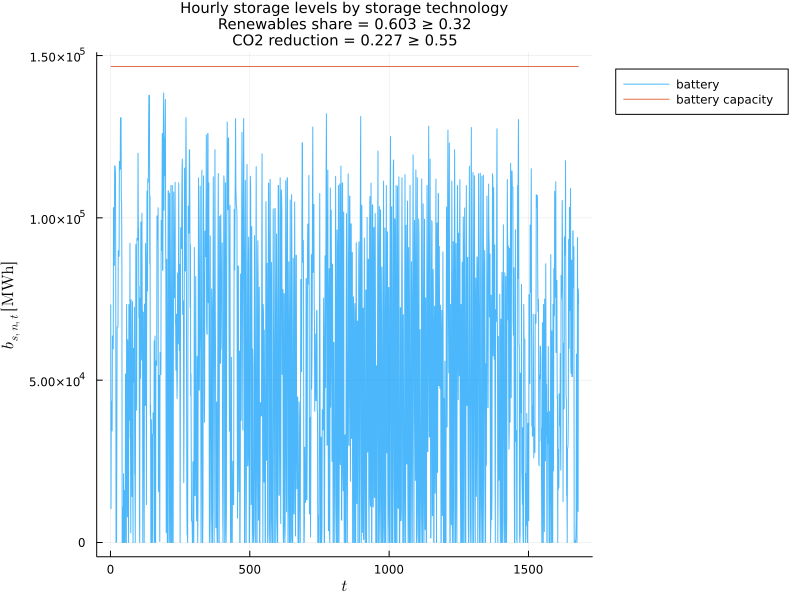 Hourly storage levels by storage technology
Renewables share = 0.603 ≥ 0.32
CO2 reduction = 0.227 ≥ 0.55
1.50×10⁵
1.00×10⁵
5.00×10⁴
0
b_{s, n, t} [MWh]
0 500 1000 1500
t
battery
battery capacity